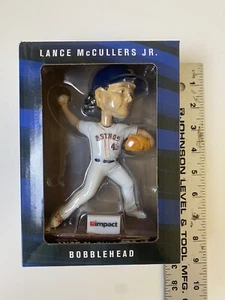 LANCE McCULLERS JR.
ASTROS
43
impact
BOBBLEHEAD
R.JOHNSON LEVEL & TOOL MFG. CO